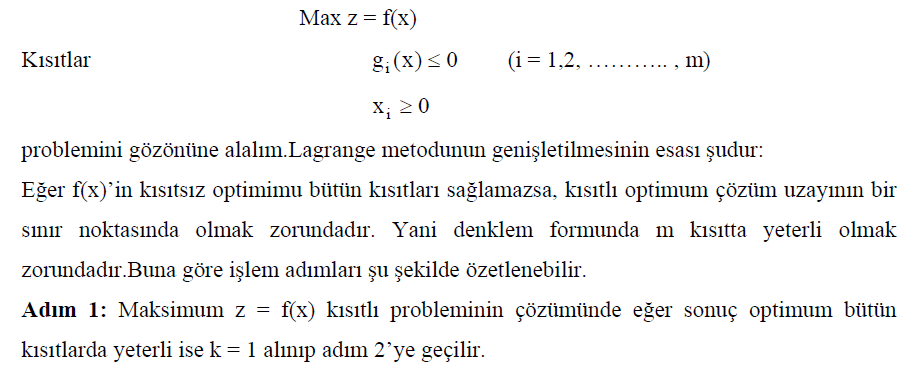 Max z = f(x)
Kısıtlar g_i(x) ≤ 0 (i = 1,2, ……….. , m)
x_i ≥ 0
problemini gözönüne alalım.Lagrange metodunun genişletilmesinin esası şudur:
Eğer f(x)’in kısıtsız optimimu bütün kısıtları sağlamazsa, kısıtlı optimum çözüm uzayının bir
sınır noktasında olmak zorundadır. Yani denklem formunda m kısıtta yeterli olmak
zorundadır.Buna göre işlem adımları şu şekilde özetlenebilir.
Adım 1: Maksimum z = f(x) kısıtlı probleminin çözümünde eğer sonuç optimum bütün
kısıtlarda yeterli ise k = 1 alınıp adım 2’ye geçilir.